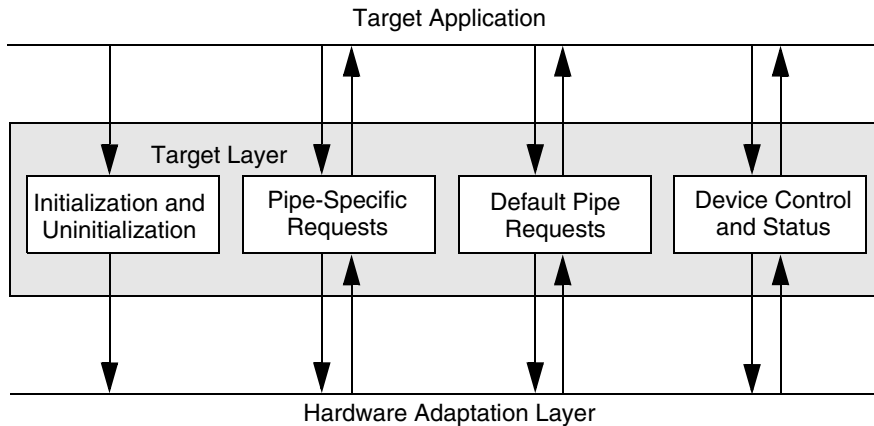 Target Application
Target Layer
Initialization and
Uninitialization
Pipe-Specific
Requests
Default Pipe
Requests
Device Control
and Status
Hardware Adaptation Layer